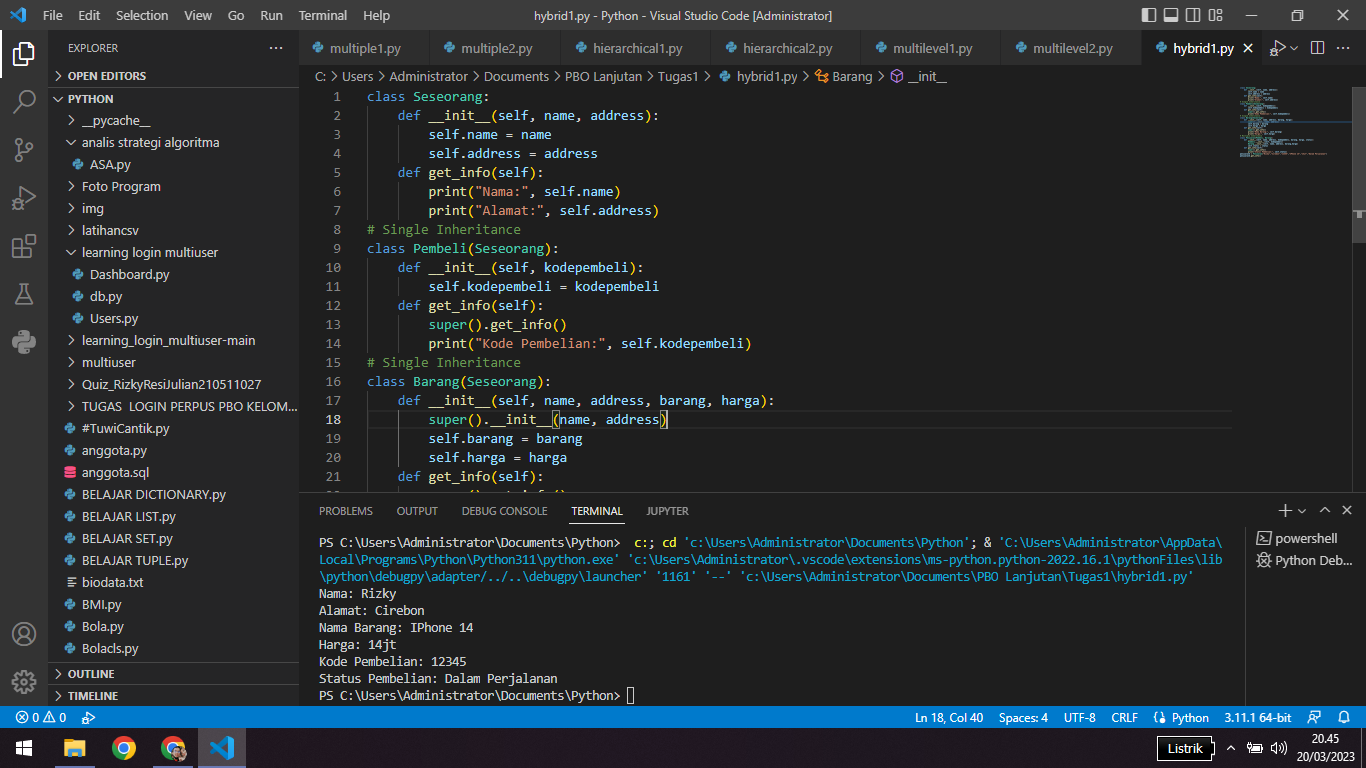 File Edit Selection View Go Run Terminal Help
hybrid1.py - Python - Visual Studio Code [Administrator]
EXPLORER
OPEN EDITORS
PYTHON
__pycache__
analis strategi algoritma
ASA.py
Foto Program
img
latihancsv
learning login multiuser
Dashboard.py
db.py
Users.py
learning_login_multiuser-main
multiuser
Quiz_RizkyResiJulian210511027
TUGAS LOGIN PERPUS PBO KELOM...
#TuwiCantik.py
anggota.py
anggota.sql
BELAJAR DICTIONARY.py
BELAJAR LIST.py
BELAJAR SET.py
BELAJAR TUPLE.py
biodata.txt
BMI.py
Bola.py
Bolacls.py
OUTLINE
TIMELINE
multiple1.py multiple2.py hierarchical1.py hierarchical2.py multilevel1.py multilevel2.py hybrid1.py
C: > Users > Administrator > Documents > PBO Lanjutan > Tugas1 > hybrid1.py > Barang > __init__
1 class Seseorang:
2 def __init__(self, name, address):
3 self.name = name
4 self.address = address
5 def get_info(self):
6 print("Nama:", self.name)
7 print("Alamat:", self.address)
8 # Single Inheritance
9 class Pembeli(Seseorang):
10 def __init__(self, kodepembeli):
11 self.kodepembeli = kodepembeli
12 def get_info(self):
13 super().get_info()
14 print("Kode Pembelian:", self.kodepembeli)
15 # Single Inheritance
16 class Barang(Seseorang):
17 def __init__(self, name, address, barang, harga):
18 super().__init__(name, address)
19 self.barang = barang
20 self.harga = harga
21 def get_info(self):
PROBLEMS OUTPUT DEBUG CONSOLE TERMINAL JUPYTER
PS C:\Users\Administrator\Documents\Python> c:; cd 'c:\Users\Administrator\Documents\Python'; & 'C:\Users\Administrator\AppData\
Local\Programs\Python\Python311\python.exe' 'c:\Users\Administrator\.vscode\extensions\ms-python.python-2022.16.1\pythonFiles\lib
\python\debugpy\adapter/../..\debugpy\launcher' '1161' '--' 'c:\Users\Administrator\Documents\PBO Lanjutan\Tugas1\hybrid1.py'
Nama: Rizky
Alamat: Cirebon
Nama Barang: IPhone 14
Harga: 14jt
Kode Pembelian: 12345
Status Pembelian: Dalam Perjalanan
PS C:\Users\Administrator\Documents\Python>
powershell
Python Deb...
0 0
Ln 18, Col 40 Spaces: 4 UTF-8 CRLF Python 3.11.1 64-bit
Listrik
20.45
20/03/2023